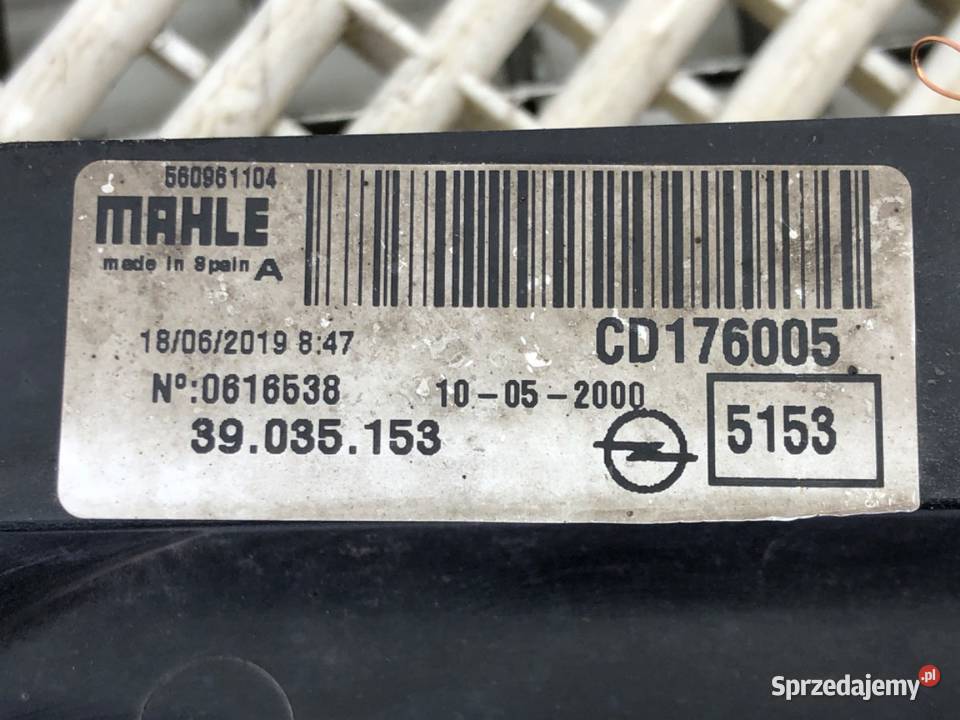 560961104
MAHLE
made in Spain A
18/06/2019 8:47
CD176005
Nº:0616538
10-05-2000
39.035.153
5153
Sprzedajemy.pl